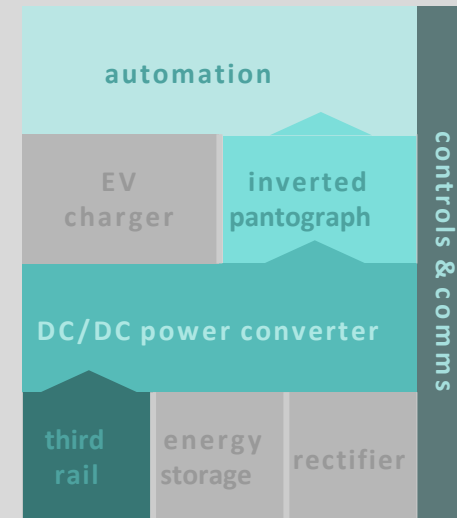 automation
EV
charger
inverted
pantograph
DC/DC power converter
third
rail
energy
storage
rectifier
controls & comms